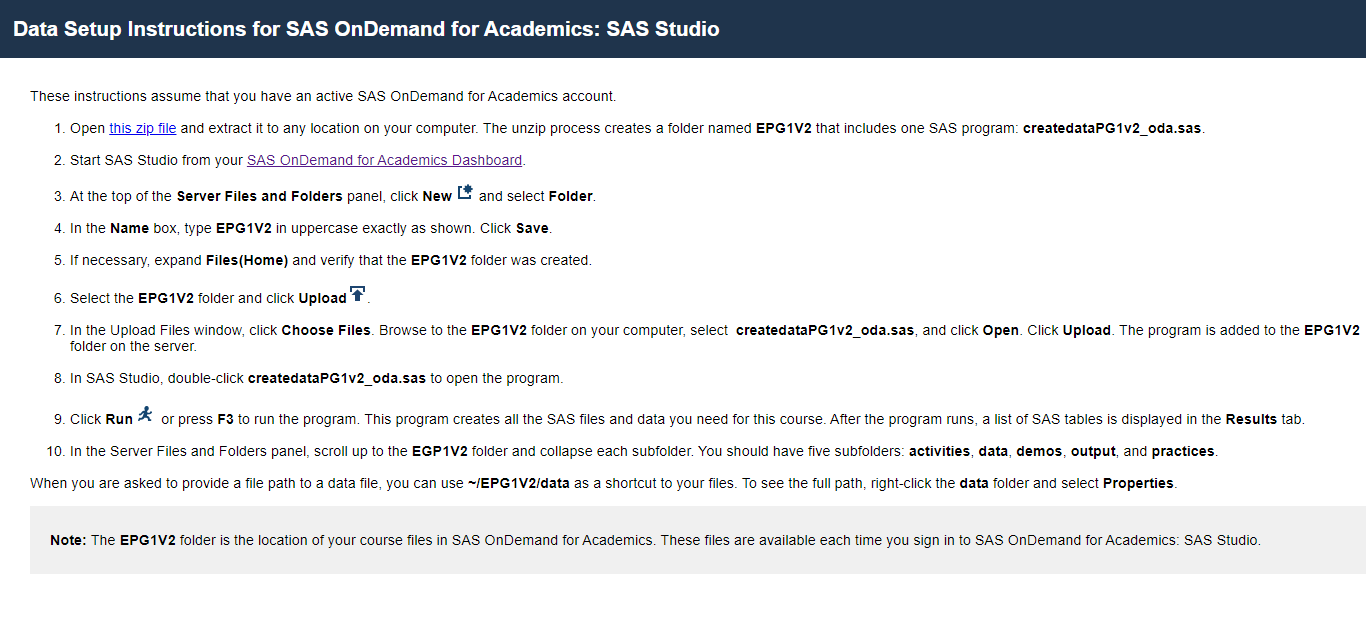 Data Setup Instructions for SAS OnDemand for Academics: SAS Studio
These instructions assume that you have an active SAS OnDemand for Academics account.
1. Open this zip file and extract it to any location on your computer. The unzip process creates a folder named EPG1V2 that includes one SAS program: createdataPG1v2_oda.sas.
2. Start SAS Studio from your SAS OnDemand for Academics Dashboard.
3. At the top of the Server Files and Folders panel, click New and select Folder.
4. In the Name box, type EPG1V2 in uppercase exactly as shown. Click Save.
5. If necessary, expand Files(Home) and verify that the EPG1V2 folder was created.
6. Select the EPG1V2 folder and click Upload .
7. In the Upload Files window, click Choose Files. Browse to the EPG1V2 folder on your computer, select createdataPG1v2_oda.sas, and click Open. Click Upload. The program is added to the EPG1V2
folder on the server.
8. In SAS Studio, double-click createdataPG1v2_oda.sas to open the program.
9. Click Run or press F3 to run the program. This program creates all the SAS files and data you need for this course. After the program runs, a list of SAS tables is displayed in the Results tab.
10. In the Server Files and Folders panel, scroll up to the EGP1V2 folder and collapse each subfolder. You should have five subfolders: activities, data, demos, output, and practices.
When you are asked to provide a file path to a data file, you can use ~/EPG1V2/data as a shortcut to your files. To see the full path, right-click the data folder and select Properties.
Note: The EPG1V2 folder is the location of your course files in SAS OnDemand for Academics. These files are available each time you sign in to SAS OnDemand for Academics: SAS Studio.